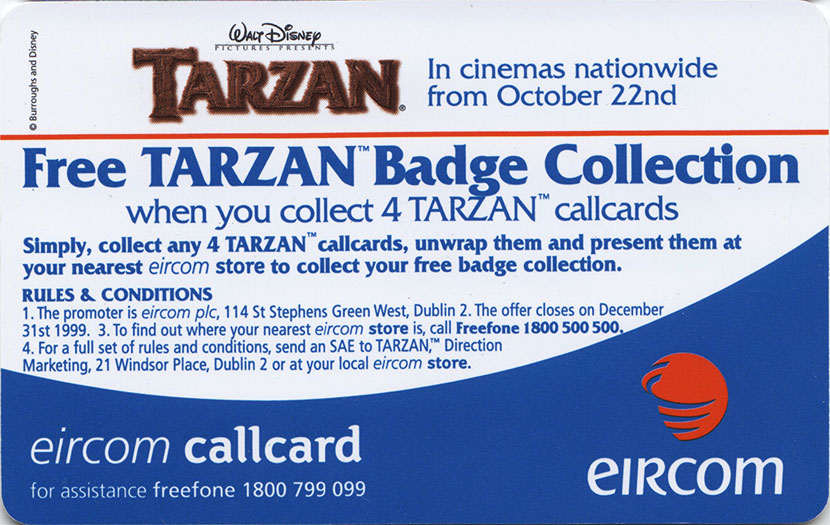 © Burroughs and Disney
WALT DISNEY
PICTURES PRESENTS
TARZAN®
In cinemas nationwide
from October 22nd
Free TARZAN™ Badge Collection
when you collect 4 TARZAN™ callcards
Simply, collect any 4 TARZAN™ callcards, unwrap them and present them at
your nearest eircom store to collect your free badge collection.
RULES & CONDITIONS
1. The promoter is eircom plc, 114 St Stephens Green West, Dublin 2. The offer closes on December
31st 1999. 3. To find out where your nearest eircom store is, call Freefone 1800 500 500.
4. For a full set of rules and conditions, send an SAE to TARZAN,™ Direction
Marketing, 21 Windsor Place, Dublin 2 or at your local eircom store.
eircom callcard
for assistance freefone 1800 799 099
eircom